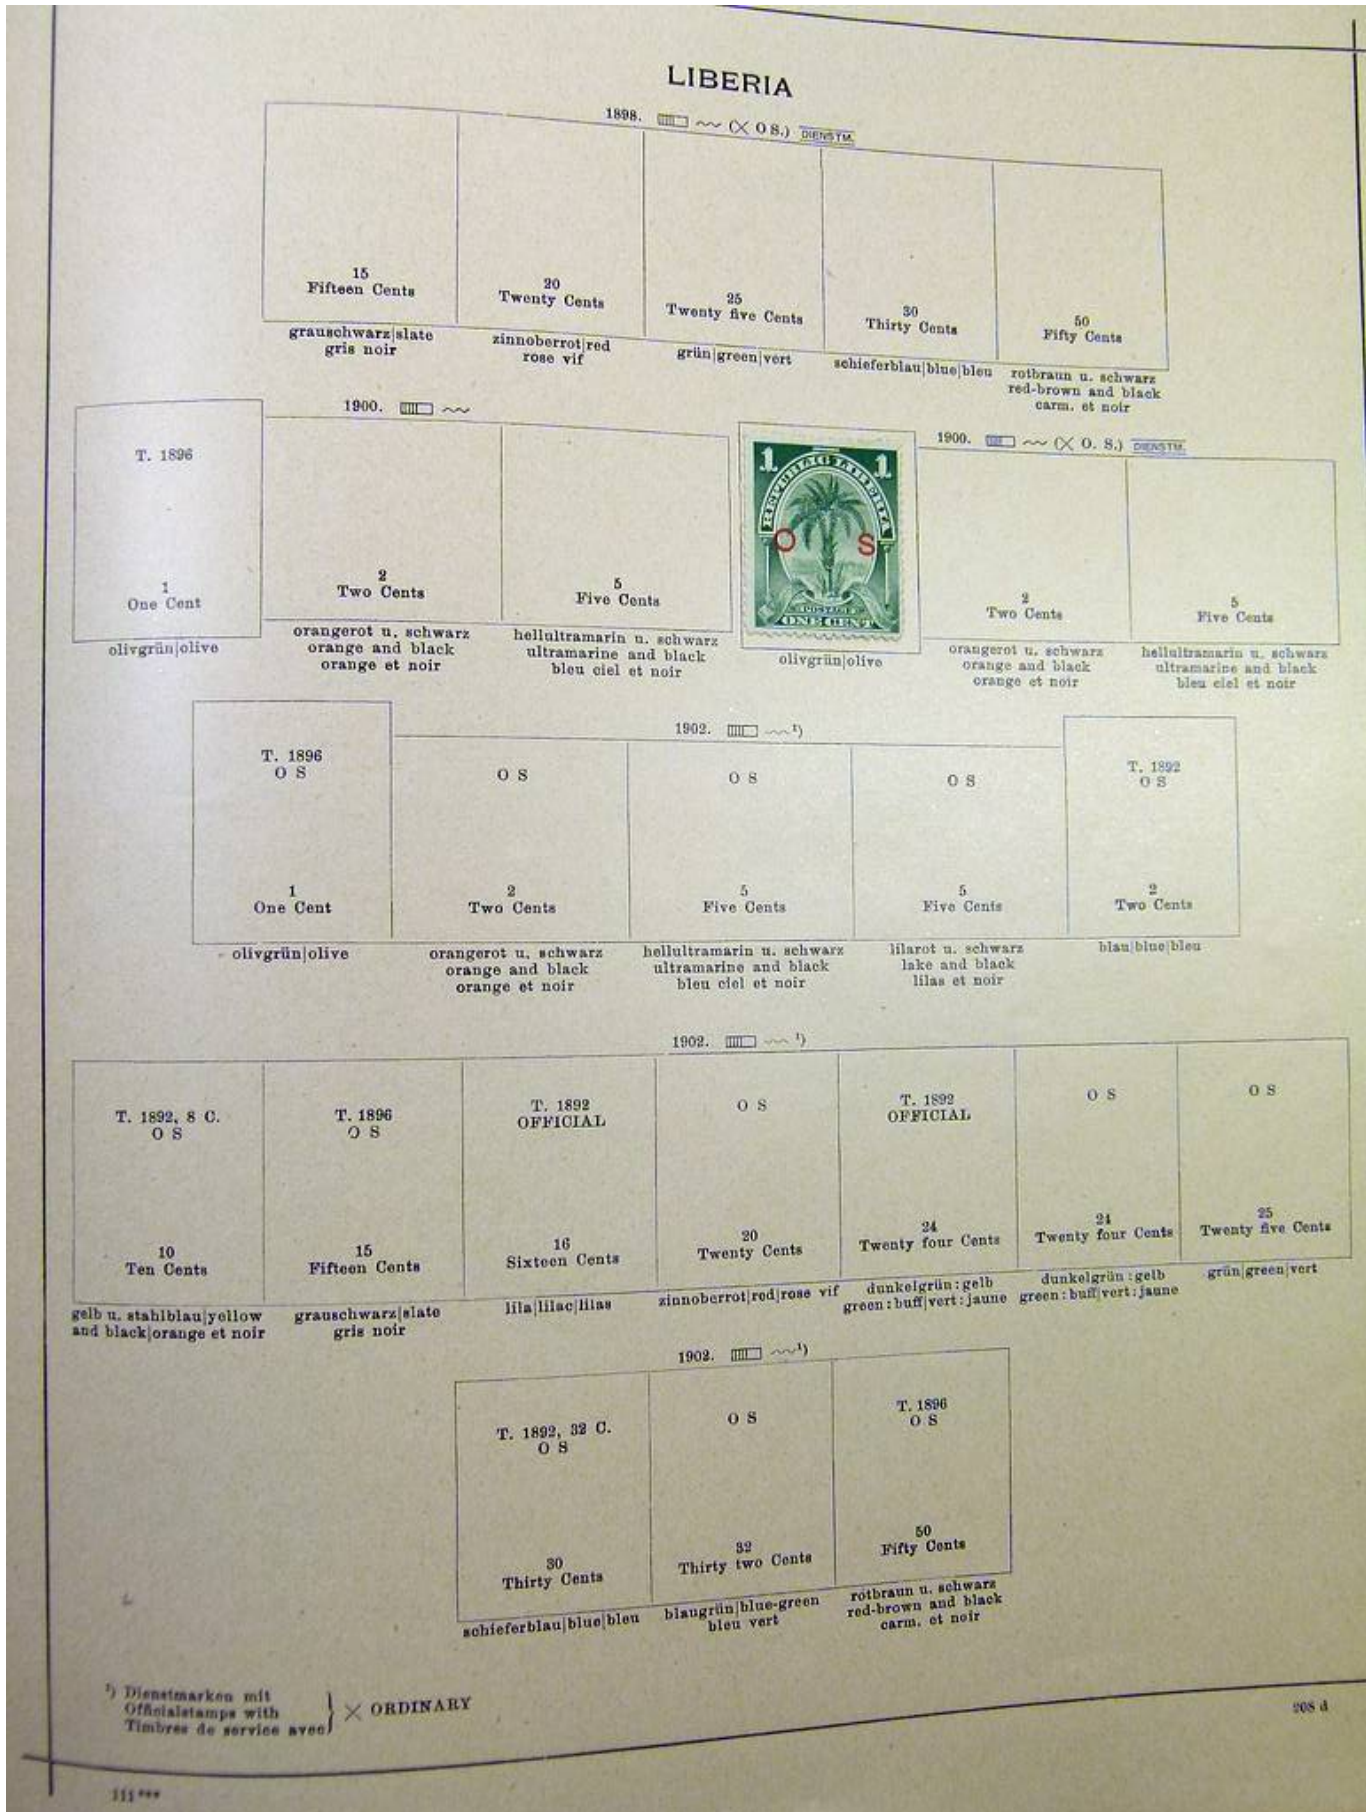 LIBERIA
1898. (X O S.) DIENSTM.
15
Fifteen Cents
grauschwarz|slate
gris noir
20
Twenty Cents
zinnoberrot|red
rose vif
25
Twenty five Cents
grün|green|vert
30
Thirty Cents
schieferblau|blue|bleu
50
Fifty Cents
rotbraun u. schwarz
red-brown and black
carm. et noir
1900.
T. 1896
1
One Cent
olivgrün|olive
2
Two Cents
orangerot u. schwarz
orange and black
orange et noir
5
Five Cents
hellultramarin u. schwarz
ultramarine and black
bleu ciel et noir
1900. (X O. S.) DIENSTM.
1 1
REPUBLIC LIBERIA
O S
POSTAGE
ONE CENT
olivgrün|olive
2
Two Cents
orangerot u. schwarz
orange and black
orange et noir
5
Five Cents
hellultramarin u. schwarz
ultramarine and black
bleu ciel et noir
1902. ¹)
T. 1896
O S
1
One Cent
olivgrün|olive
O S
2
Two Cents
orangerot u. schwarz
orange and black
orange et noir
O S
5
Five Cents
hellultramarin u. schwarz
ultramarine and black
bleu ciel et noir
O S
5
Five Cents
lilarot u. schwarz
lake and black
lilas et noir
T. 1892
O S
2
Two Cents
blau|blue|bleu
1902. ¹)
T. 1892, 8 C.
O S
10
Ten Cents
gelb u. stahlblau|yellow
and black|orange et noir
T. 1896
O S
15
Fifteen Cents
grauschwarz|slate
gris noir
T. 1892
OFFICIAL
16
Sixteen Cents
lila|lilac|lilas
O S
20
Twenty Cents
zinnoberrot|red|rose vif
T. 1892
OFFICIAL
24
Twenty four Cents
dunkelgrün:gelb
green:buff|vert:jaune
O S
24
Twenty four Cents
dunkelgrün:gelb
green:buff|vert:jaune
O S
25
Twenty five Cents
grün|green|vert
1902. ¹)
T. 1892, 32 C.
O S
30
Thirty Cents
schieferblau|blue|bleu
O S
32
Thirty two Cents
blaugrün|blue-green
bleu vert
T. 1896
O S
50
Fifty Cents
rotbraun u. schwarz
red-brown and black
carm. et noir
¹) Dienstmarken mit
Officialstamps with
Timbres de service avec
} X ORDINARY
208 d
111***